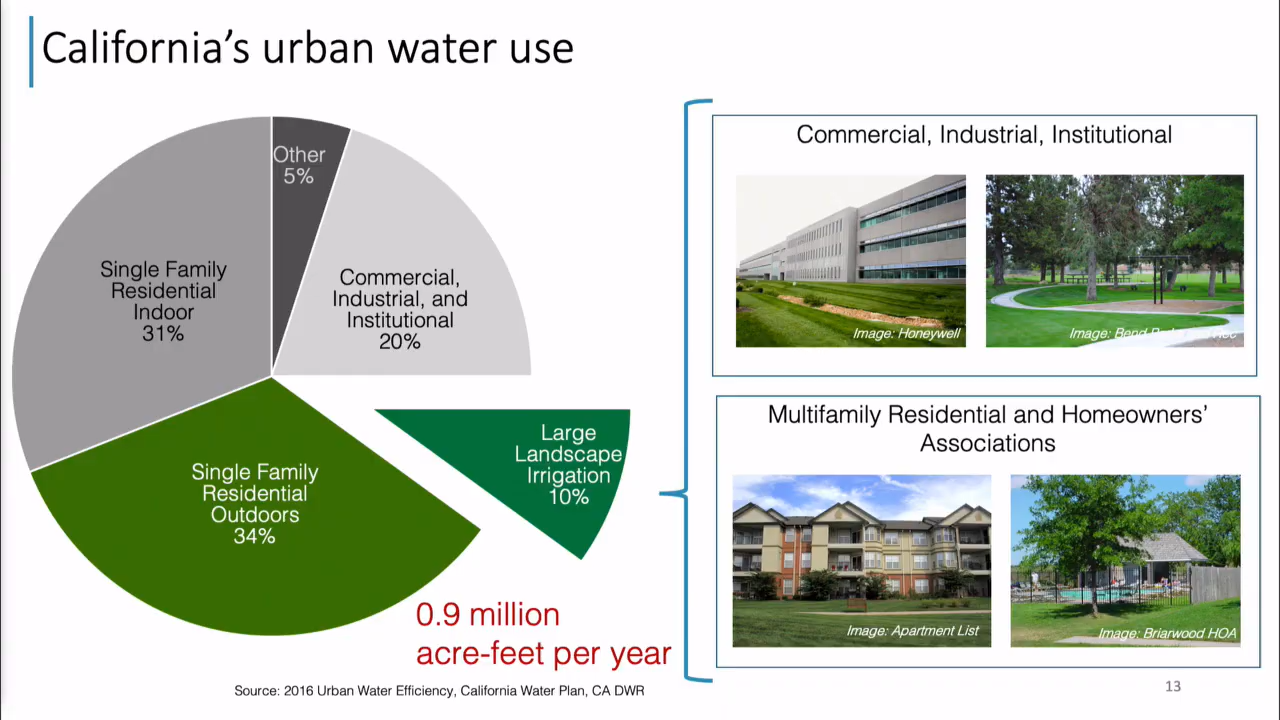 California’s urban water use
Other
5%
Commercial,
Industrial, and
Institutional
20%
Single Family
Residential
Indoor
31%
Large
Landscape
Irrigation
10%
Single Family
Residential
Outdoors
34%
0.9 million
acre-feet per year
Source: 2016 Urban Water Efficiency, California Water Plan, CA DWR
Commercial, Industrial, Institutional
Image: Honeywell
Image: Bend
Multifamily Residential and Homeowners’
Associations
Image: Apartment List
Image: Briarwood HOA
13